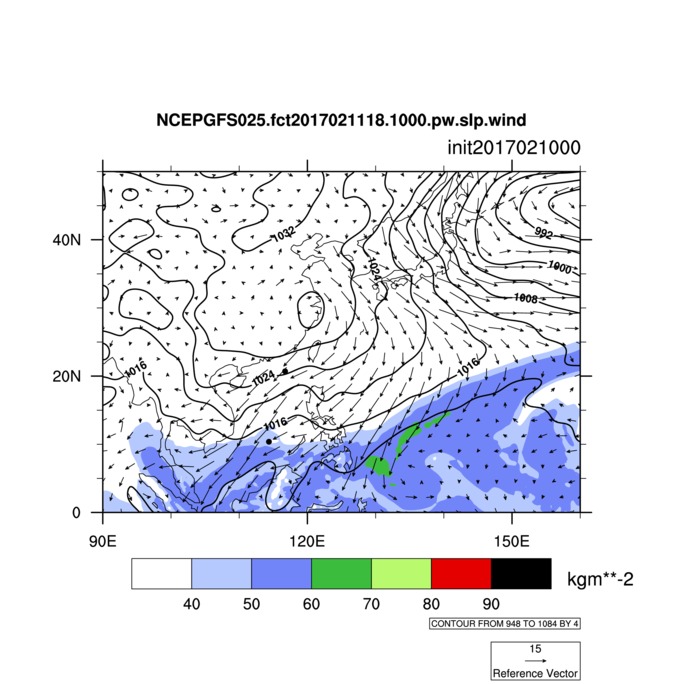 NCEPGFS025.fct2017021118.1000.pw.slp.wind
init2017021000
40N
20N
0
90E
120E
150E
1032
1024
992
1000
1008
1016
1024
1016
1016
40
50
60
70
80
90
kgm**-2
CONTOUR FROM 948 TO 1084 BY 4
15
Reference Vector